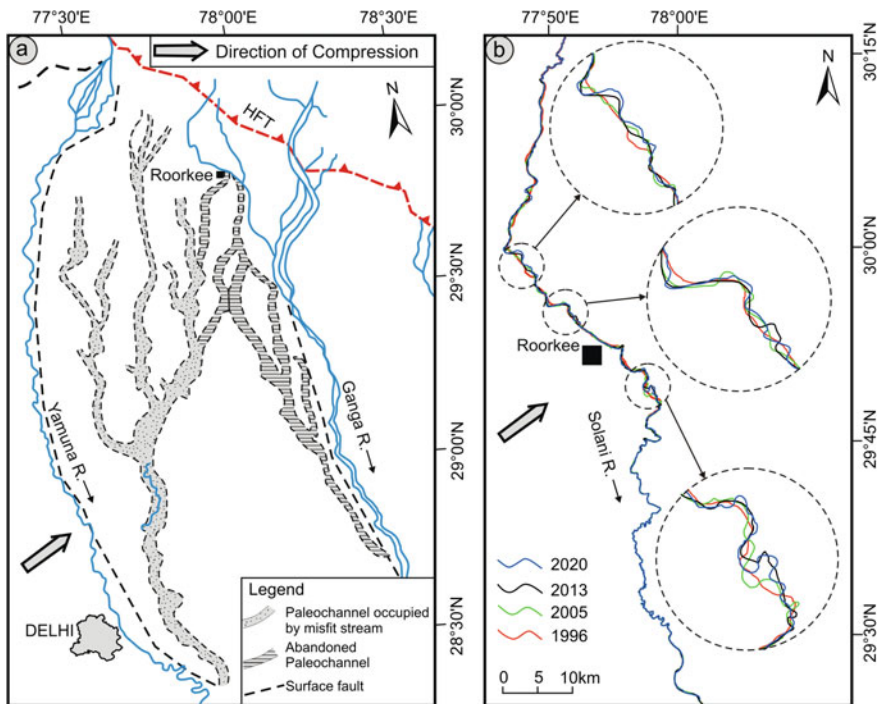 77°30'E
78°00'E
78°30'E
a
Direction of Compression
N
HFT
Roorkee
30°00'N
29°30'N
29°00'N
28°30'N
Yamuna R.
Ganga R.
DELHI
Legend
Paleochannel occupied
by misfit stream
Abandoned
Paleochannel
Surface fault
77°50'E
78°00'E
b
N
30°15'N
30°00'N
29°45'N
29°30'N
Roorkee
Solani R.
2020
2013
2005
1996
0 5 10km